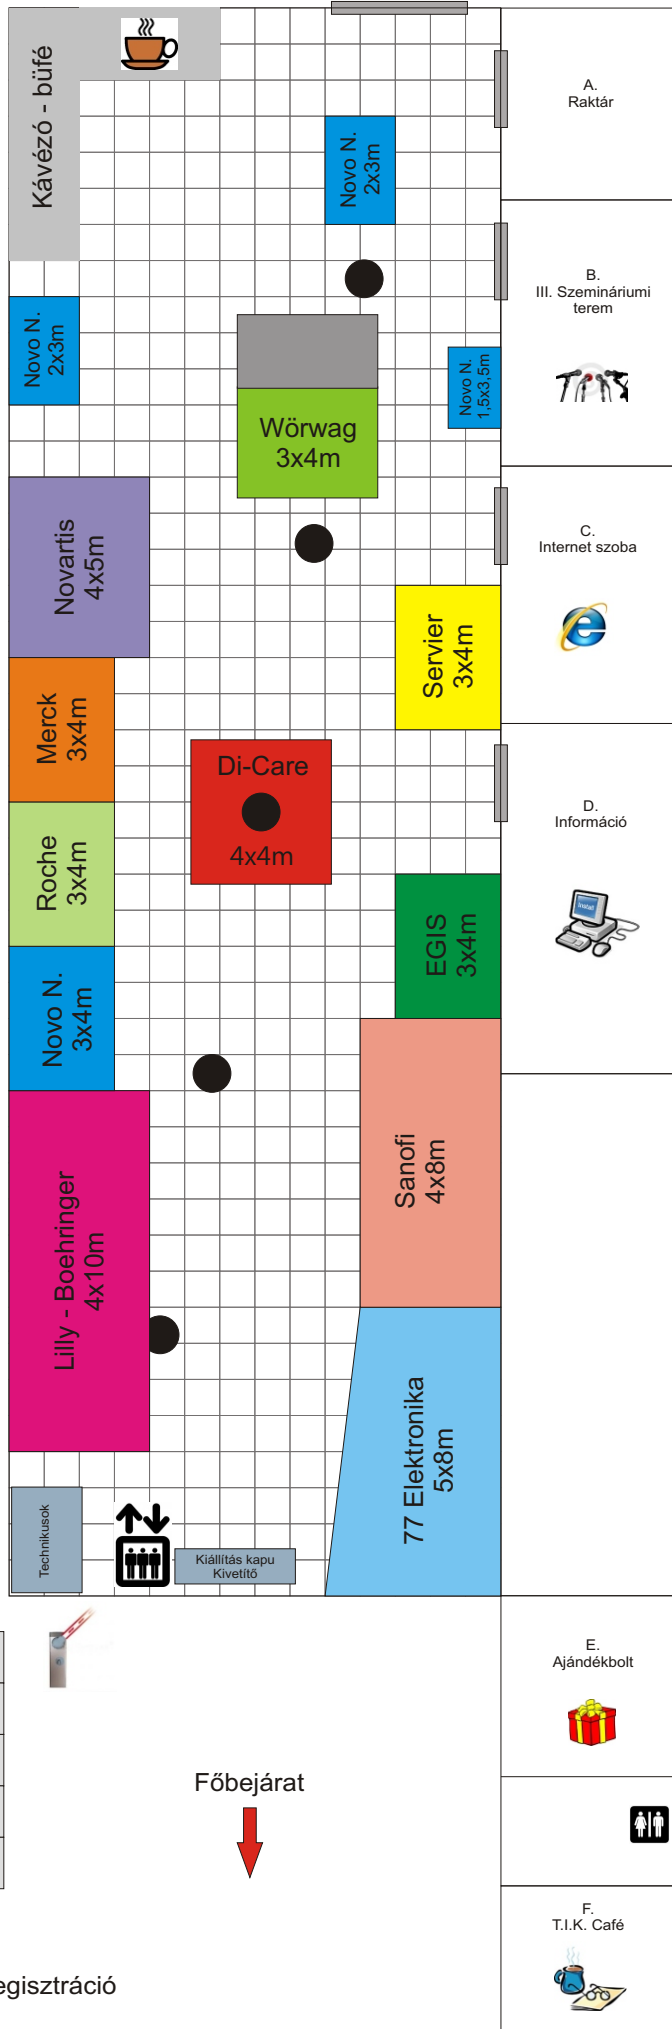 Kávézó - büfé
A.
Raktár
Novo N.
2x3m
B.
III. Szemináriumi
terem
Novo N.
2x3m
Novo N.
1,5x3,5m
Wörwag
3x4m
Novartis
4x5m
C.
Internet szoba
Servier
3x4m
Merck
3x4m
Di-Care
4x4m
D.
Információ
Roche
3x4m
EGIS
3x4m
Install
Novo N.
3x4m
Sanofi
4x8m
Lilly - Boehringer
4x10m
77 Elektronika
5x8m
Technikusok
Kiállítás kapu
Kivetítő
E.
Ajándékbolt
Főbejárat
F.
T.I.K. Café
egisztráció